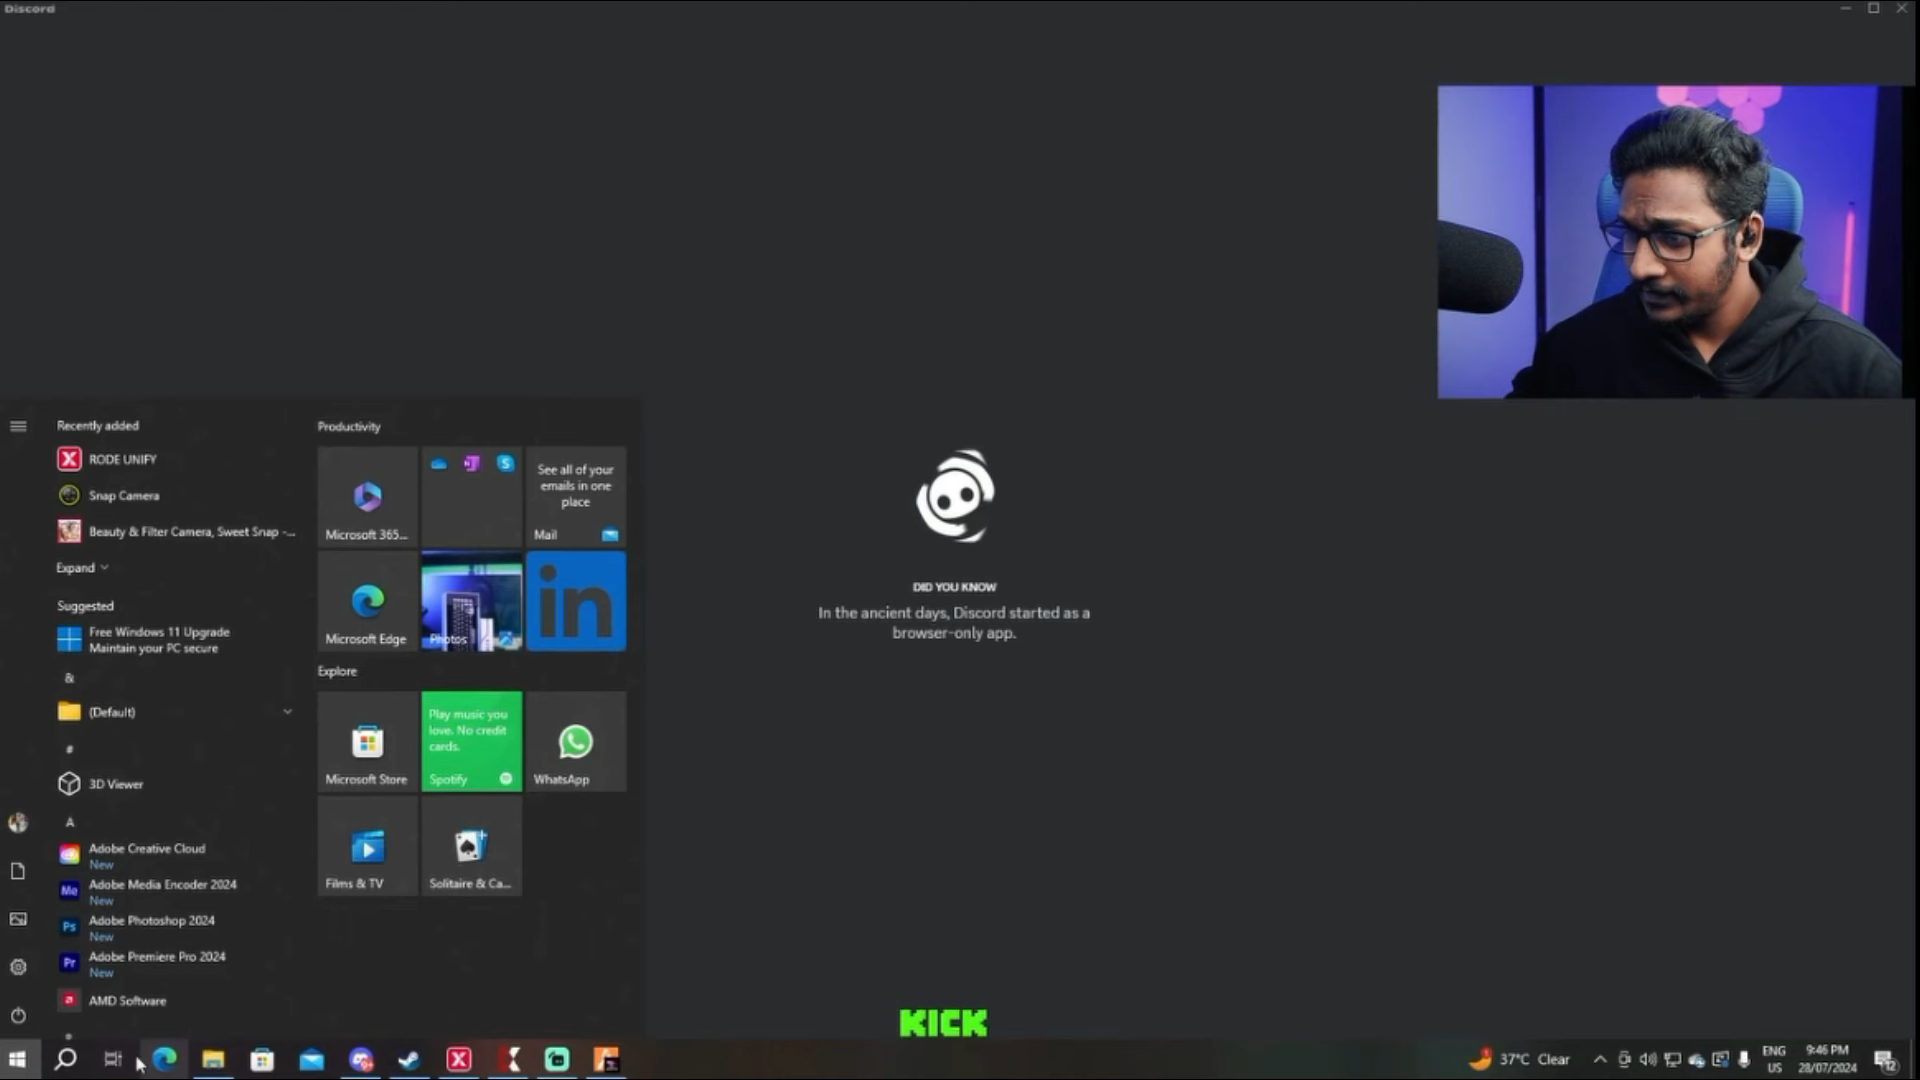 Discord
Recently added
RODE UNIFY
Snap Camera
Beauty & Filter Camera, Sweet Snap -...
Expand
Suggested
Free Windows 11 Upgrade
Maintain your PC secure
&
(Default)
#
3D Viewer
A
Adobe Creative Cloud
New
Me
Adobe Media Encoder 2024
New
Ps
Adobe Photoshop 2024
New
Pr
Adobe Premiere Pro 2024
New
AMD Software
Productivity
Microsoft 365...
See all of your
emails in one
place
Mail
Microsoft Edge
Photos
in
Explore
Microsoft Store
Play music you
love. No credit
cards.
Spotify
WhatsApp
Films & TV
Solitaire & Ca...
DID YOU KNOW
In the ancient days, Discord started as a
browser-only app.
KICK
37°C Clear
ENG
US
9:46 PM
28/07/2024
12